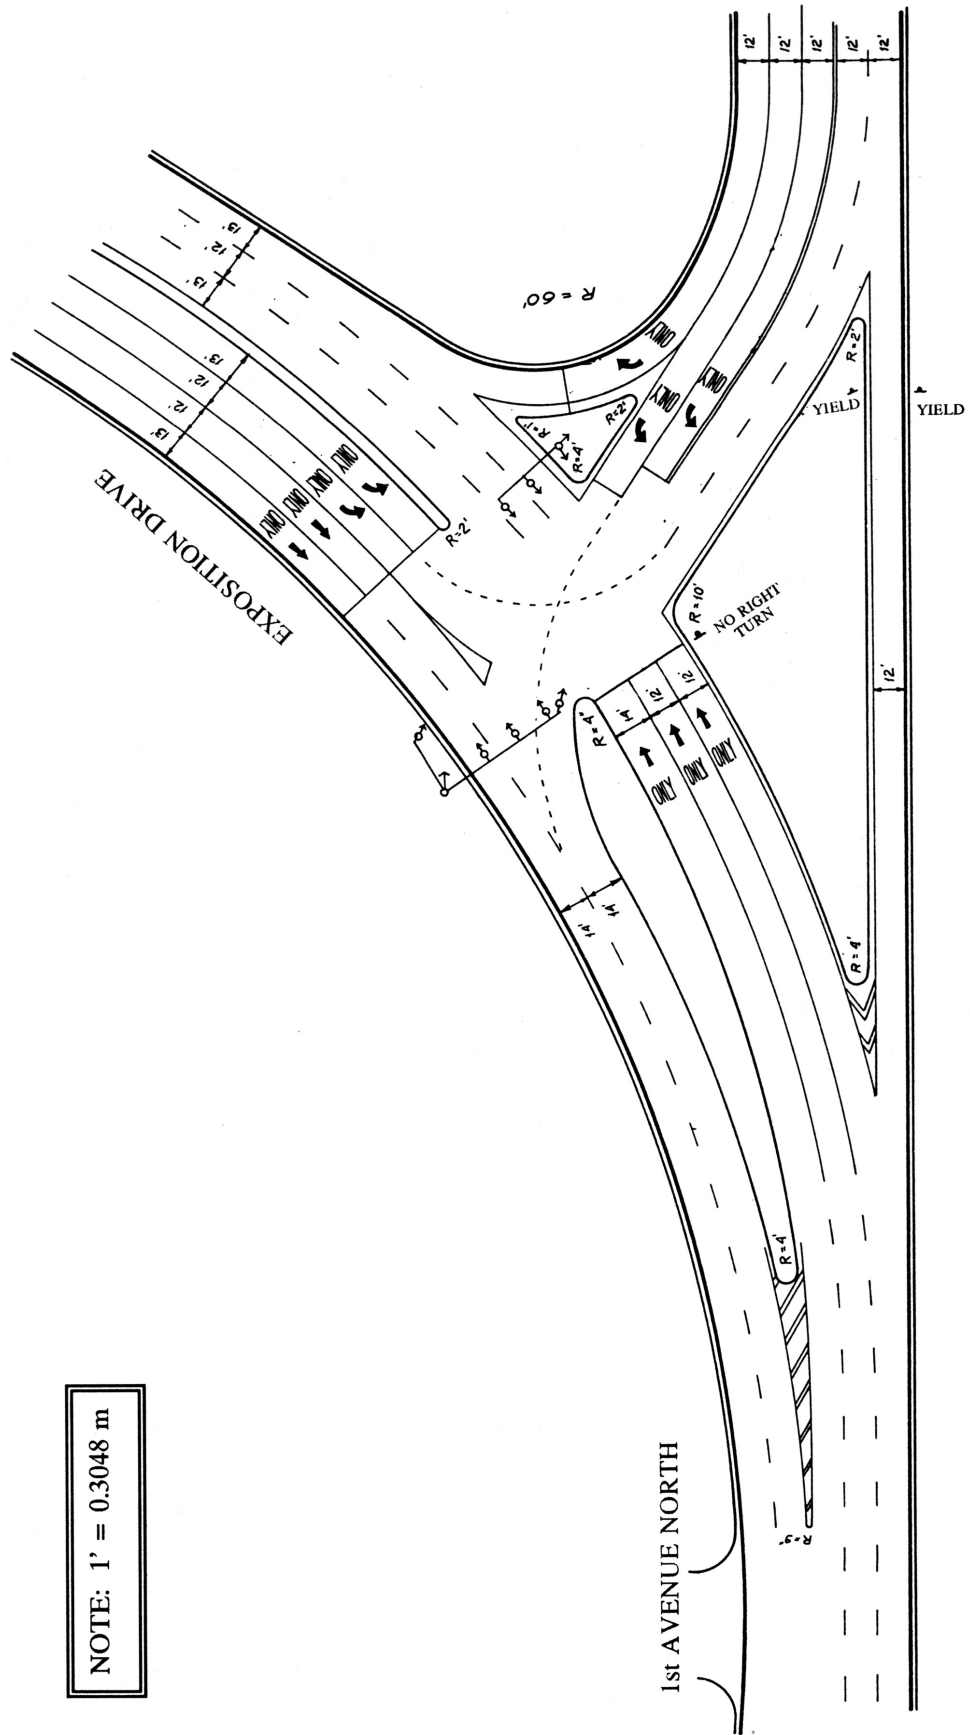 NOTE: 1' = 0.3048 m
EXPOSITION DRIVE
1st AVENUE NORTH
13'
12'
12'
13'
13'
12'
13'
ONLY
ONLY
ONLY
ONLY
R=2'
R = 60'
R=1'
R=2'
R=4'
ONLY
ONLY
ONLY
12'
12'
12'
12'
12'
YIELD
R=2'
YIELD
R=10'
NO RIGHT
TURN
12'
R=4"
14'
12'
12'
ONLY
ONLY
ONLY
14'
14'
R=4'
R=4'
R=9"